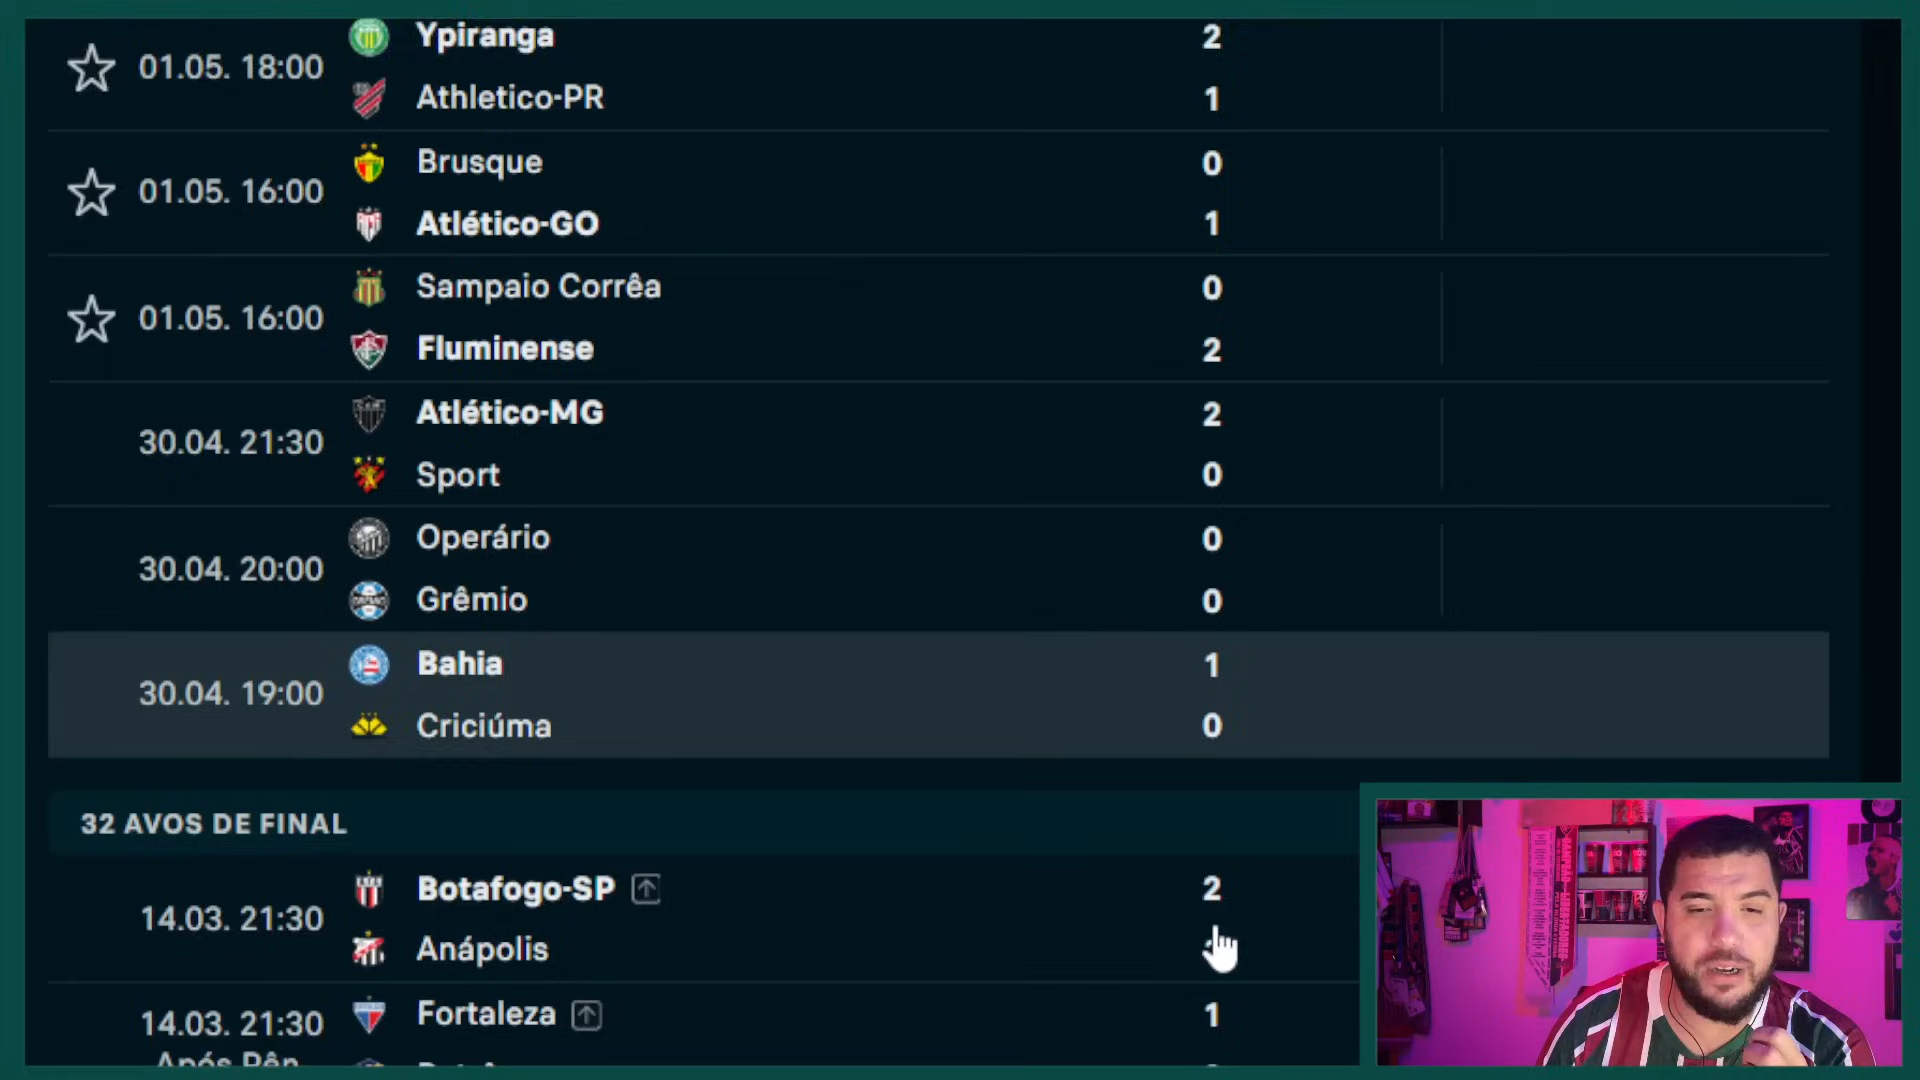 01.05. 18:00
Ypiranga 2
Athletico-PR 1
01.05. 16:00
Brusque 0
Atlético-GO 1
01.05. 16:00
Sampaio Corrêa 0
Fluminense 2
30.04. 21:30
Atlético-MG 2
Sport 0
30.04. 20:00
Operário 0
Grêmio 0
30.04. 19:00
Bahia 1
Criciúma 0
32 AVOS DE FINAL
14.03. 21:30
Botafogo-SP 2
Anápolis
14.03. 21:30
Após Pên
Fortaleza 1